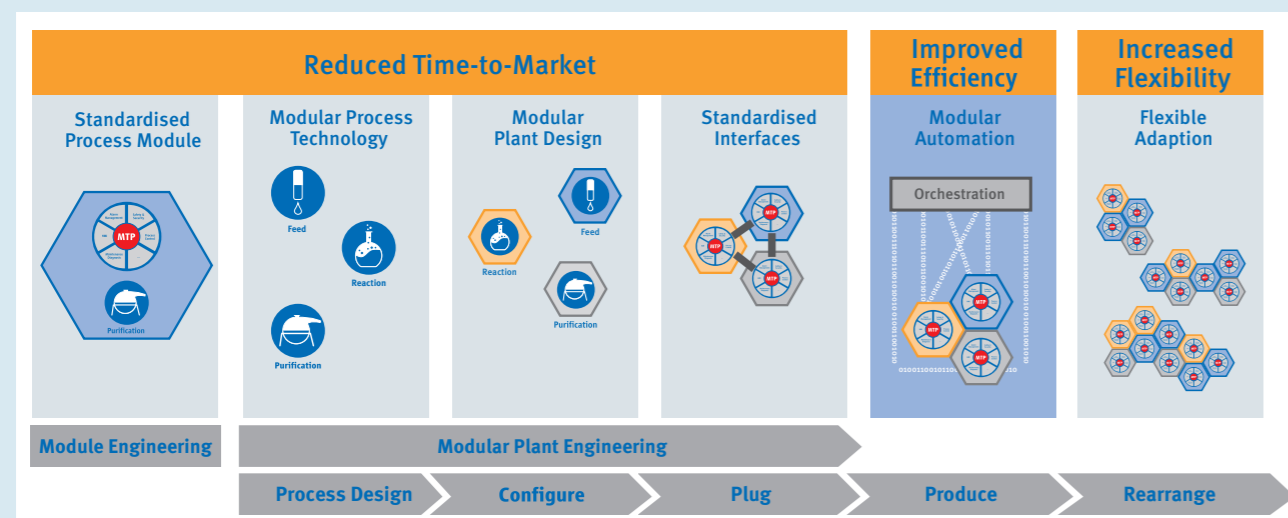 Reduced Time-to-Market
Improved
Efficiency
Increased
Flexibility
Standardised
Process Module
MTP
Purification
Modular Process
Technology
Feed
Reaction
Purification
Modular
Plant Design
Feed
Reaction
Purification
Standardised
Interfaces
MTP
MTP
MTP
Modular
Automation
Orchestration
MTP
MTP
MTP
Flexible
Adaption
Module Engineering
Modular Plant Engineering
Process Design
Configure
Plug
Produce
Rearrange